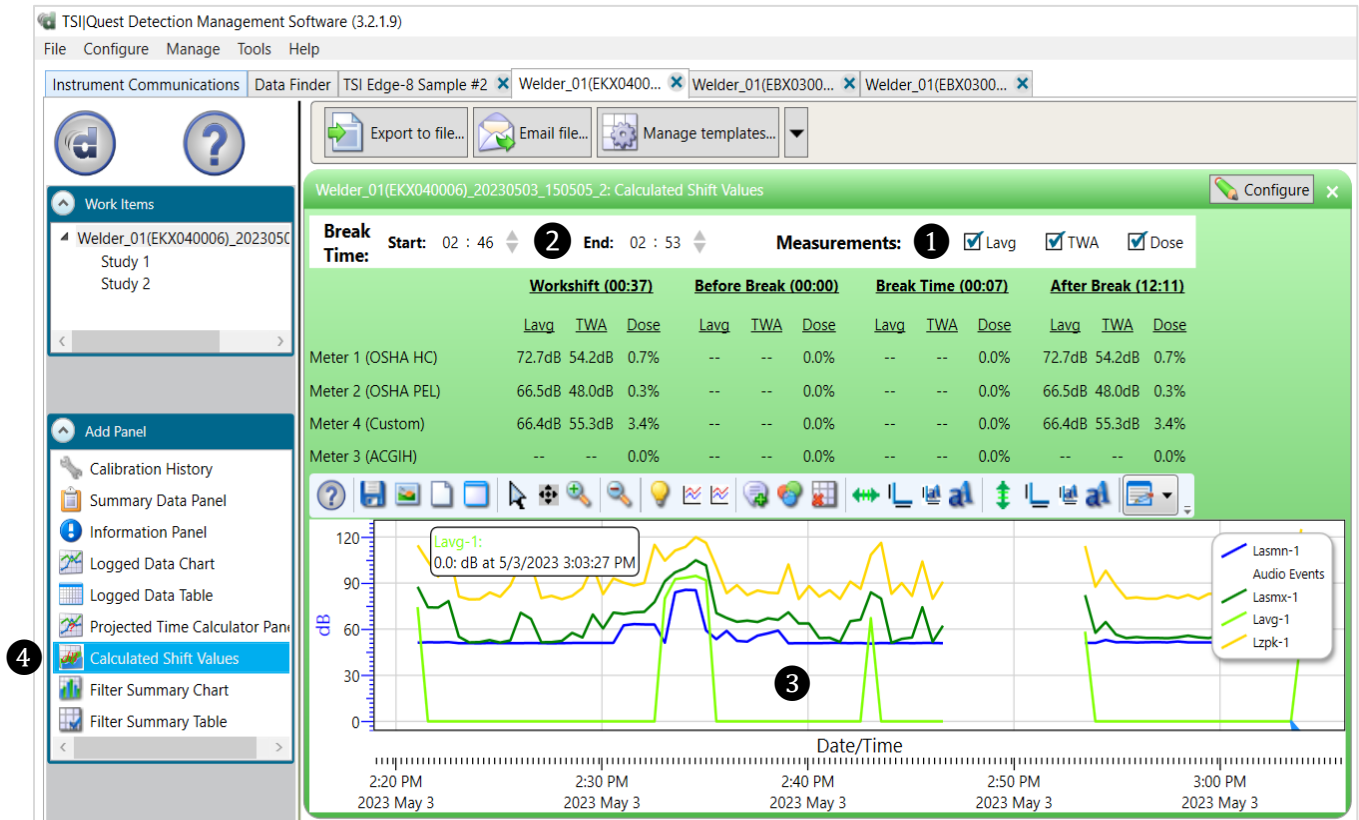 TSI|Quest Detection Management Software (3.2.1.9)
File Configure Manage Tools Help
Instrument Communications Data Finder TSI Edge-8 Sample #2 Welder_01(EKX0400... Welder_01(EBX0300... Welder_01(EBX0300...
Export to file... Email file... Manage templates...
Work Items
Welder_01(EKX040006)_202305
Study 1
Study 2
Welder_01(EKX040006)_20230503_150505_2: Calculated Shift Values Configure
Break Time: Start: 02 : 46 2 End: 02 : 53 Measurements: 1 Lavg TWA Dose
Workshift (00:37) Before Break (00:00) Break Time (00:07) After Break (12:11)
Lavg TWA Dose Lavg TWA Dose Lavg TWA Dose Lavg TWA Dose
Meter 1 (OSHA HC) 72.7dB 54.2dB 0.7% -- -- 0.0% -- -- 0.0% 72.7dB 54.2dB 0.7%
Meter 2 (OSHA PEL) 66.5dB 48.0dB 0.3% -- -- 0.0% -- -- 0.0% 66.5dB 48.0dB 0.3%
Meter 4 (Custom) 66.4dB 55.3dB 3.4% -- -- 0.0% -- -- 0.0% 66.4dB 55.3dB 3.4%
Meter 3 (ACGIH) -- -- 0.0% -- -- 0.0% -- -- 0.0% -- -- 0.0%
Add Panel
Calibration History
Summary Data Panel
Information Panel
Logged Data Chart
Logged Data Table
Projected Time Calculator Pane
4 Calculated Shift Values
Filter Summary Chart
Filter Summary Table
120
90
60
30
0
dB
Lavg-1:
0.0: dB at 5/3/2023 3:03:27 PM
3
Lasmn-1
Audio Events
Lasmx-1
Lavg-1
Lzpk-1
Date/Time
2:20 PM 2:30 PM 2:40 PM 2:50 PM 3:00 PM
2023 May 3 2023 May 3 2023 May 3 2023 May 3 2023 May 3